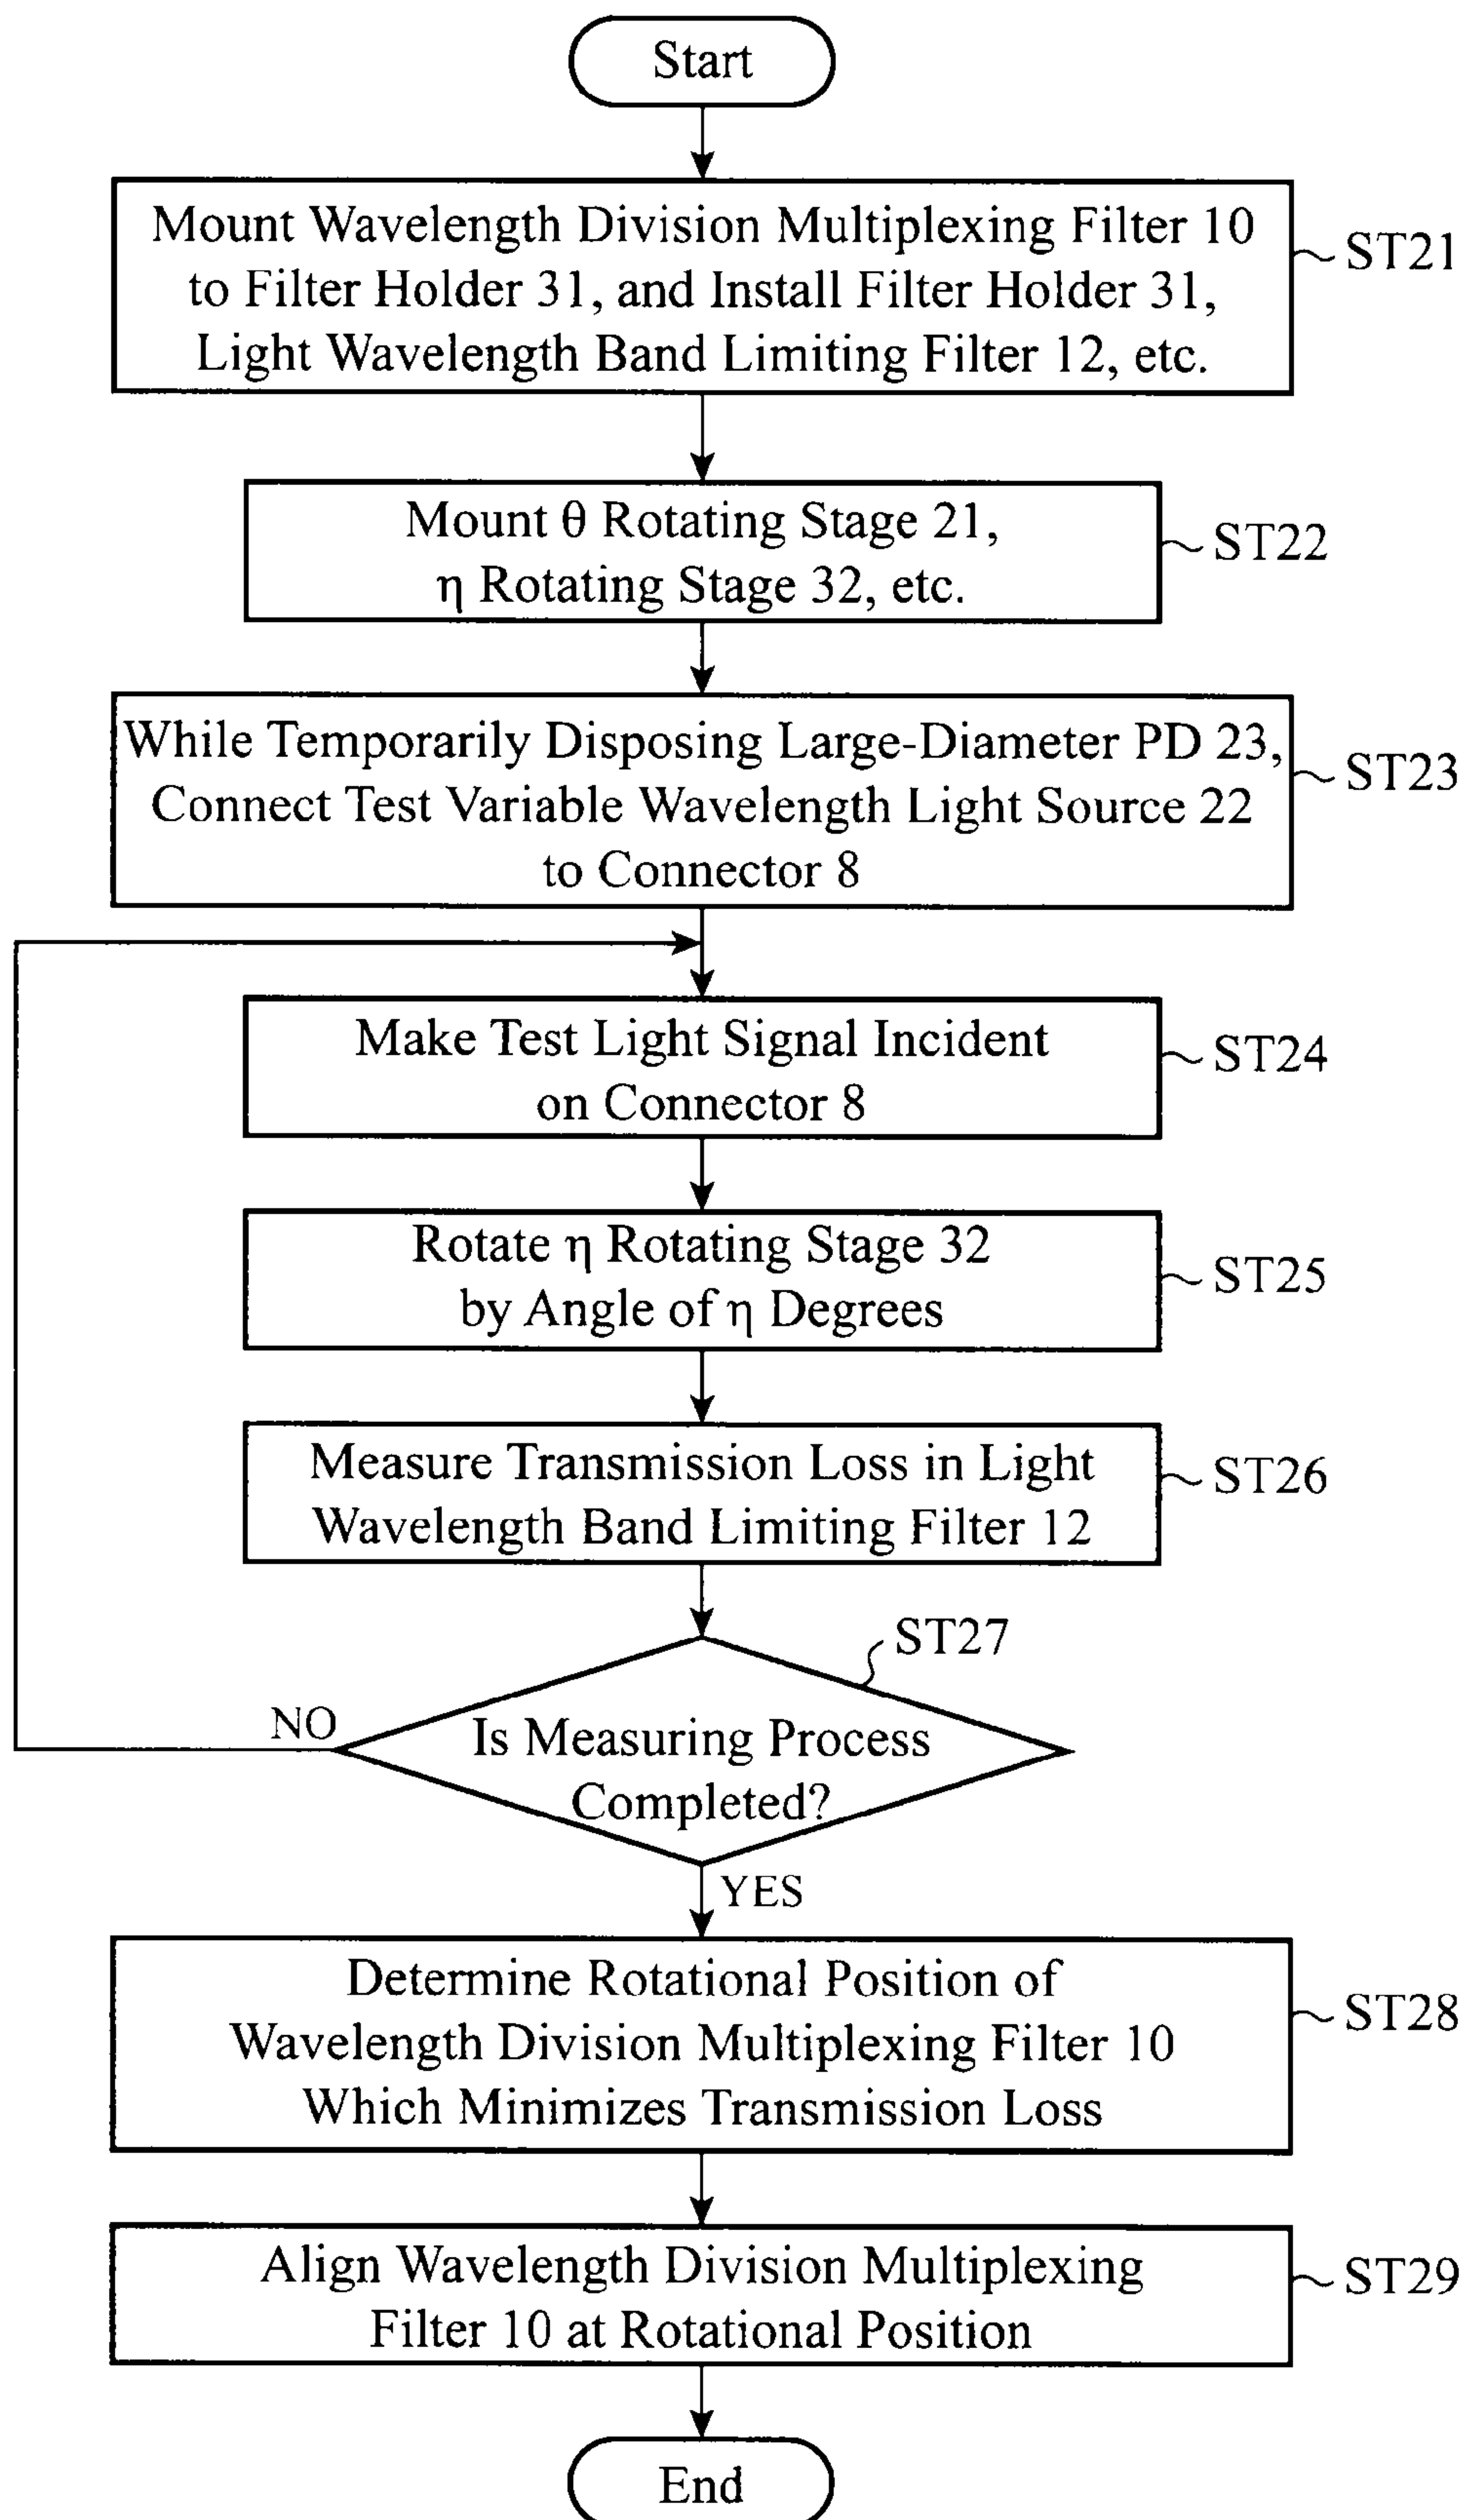 Start
Mount Wavelength Division Multiplexing Filter 10
to Filter Holder 31, and Install Filter Holder 31,
Light Wavelength Band Limiting Filter 12, etc.
ST21
Mount θ Rotating Stage 21,
η Rotating Stage 32, etc.
ST22
While Temporarily Disposing Large-Diameter PD 23,
Connect Test Variable Wavelength Light Source 22
to Connector 8
ST23
Make Test Light Signal Incident
on Connector 8
ST24
Rotate η Rotating Stage 32
by Angle of η Degrees
ST25
Measure Transmission Loss in Light
Wavelength Band Limiting Filter 12
ST26
ST27
NO
Is Measuring Process
Completed?
YES
Determine Rotational Position of
Wavelength Division Multiplexing Filter 10
Which Minimizes Transmission Loss
ST28
Align Wavelength Division Multiplexing
Filter 10 at Rotational Position
ST29
End